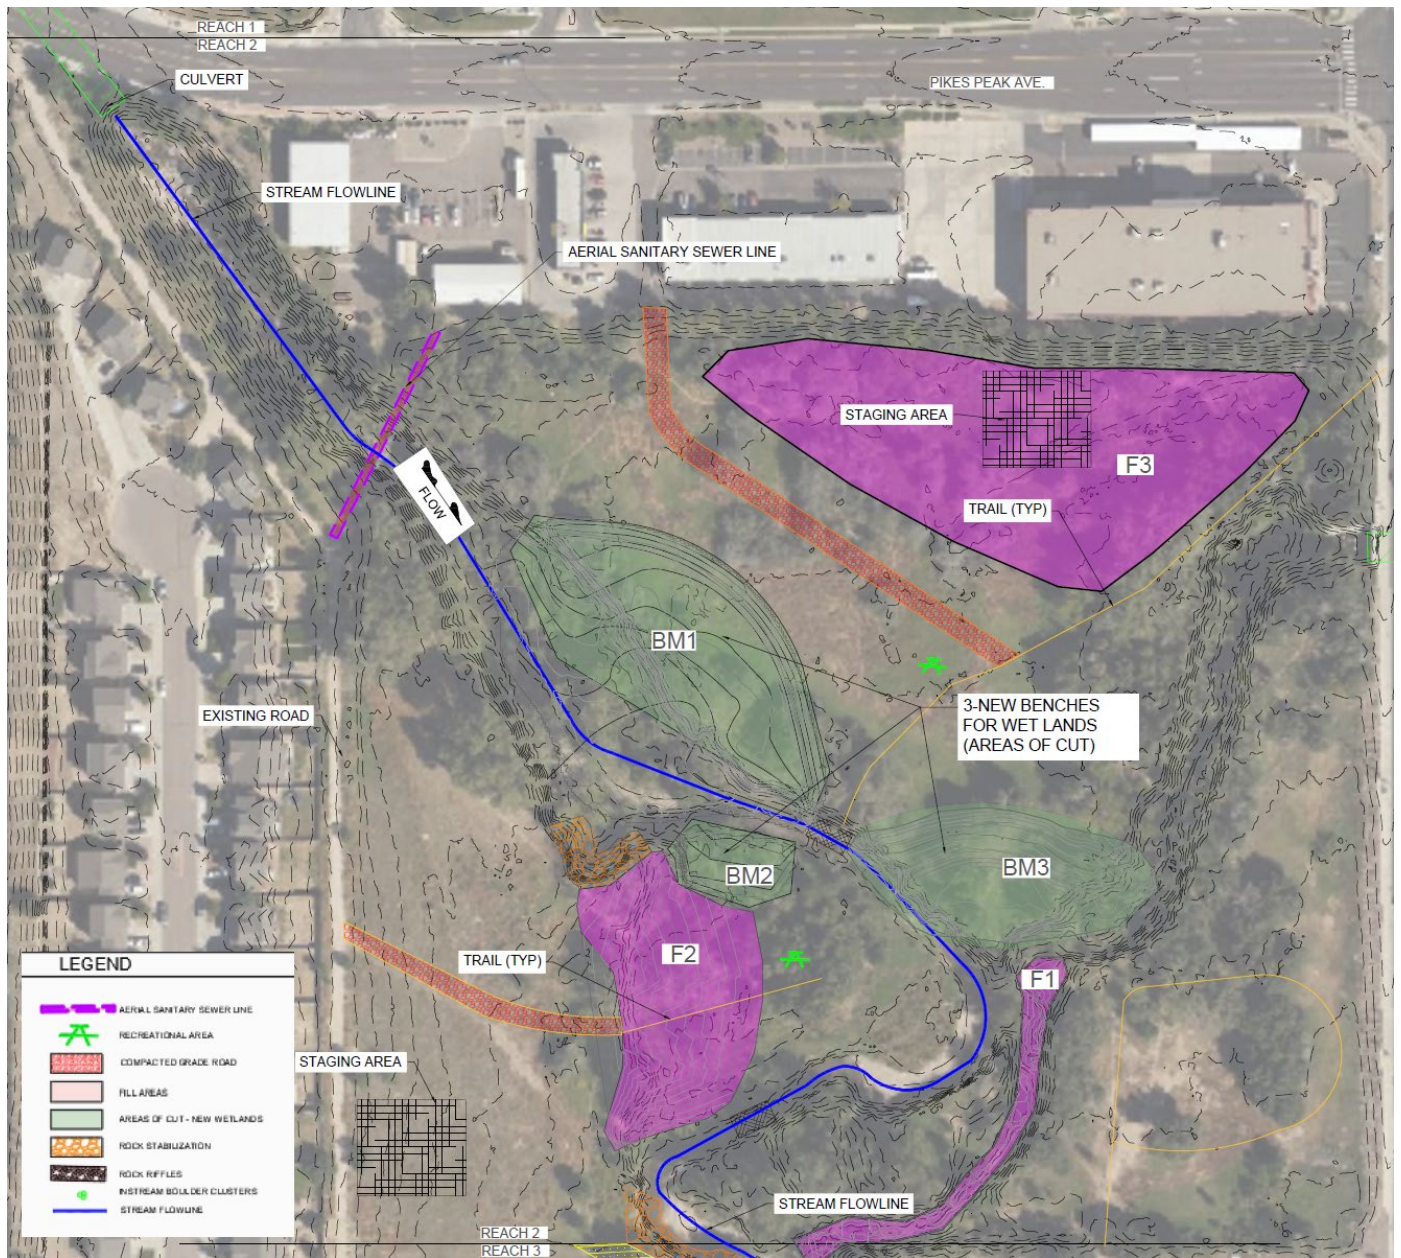 REACH 1
REACH 2
CULVERT
PIKES PEAK AVE.
STREAM FLOWLINE
AERIAL SANITARY SEWER LINE
STAGING AREA
F3
FLOW
TRAIL (TYP)
BM1
EXISTING ROAD
3-NEW BENCHES
FOR WET LANDS
(AREAS OF CUT)
BM2
BM3
TRAIL (TYP)
F2
F1
LEGEND
AERIAL SANITARY SEWER LINE
RECREATIONAL AREA
COMPACTED GRADE ROAD
FILL AREAS
AREAS OF CUT - NEW WETLANDS
ROCK STABILIZATION
ROCK RIFFLES
INSTREAM BOULDER CLUSTERS
STREAM FLOWLINE
STAGING AREA
STREAM FLOWLINE
REACH 2
REACH 3